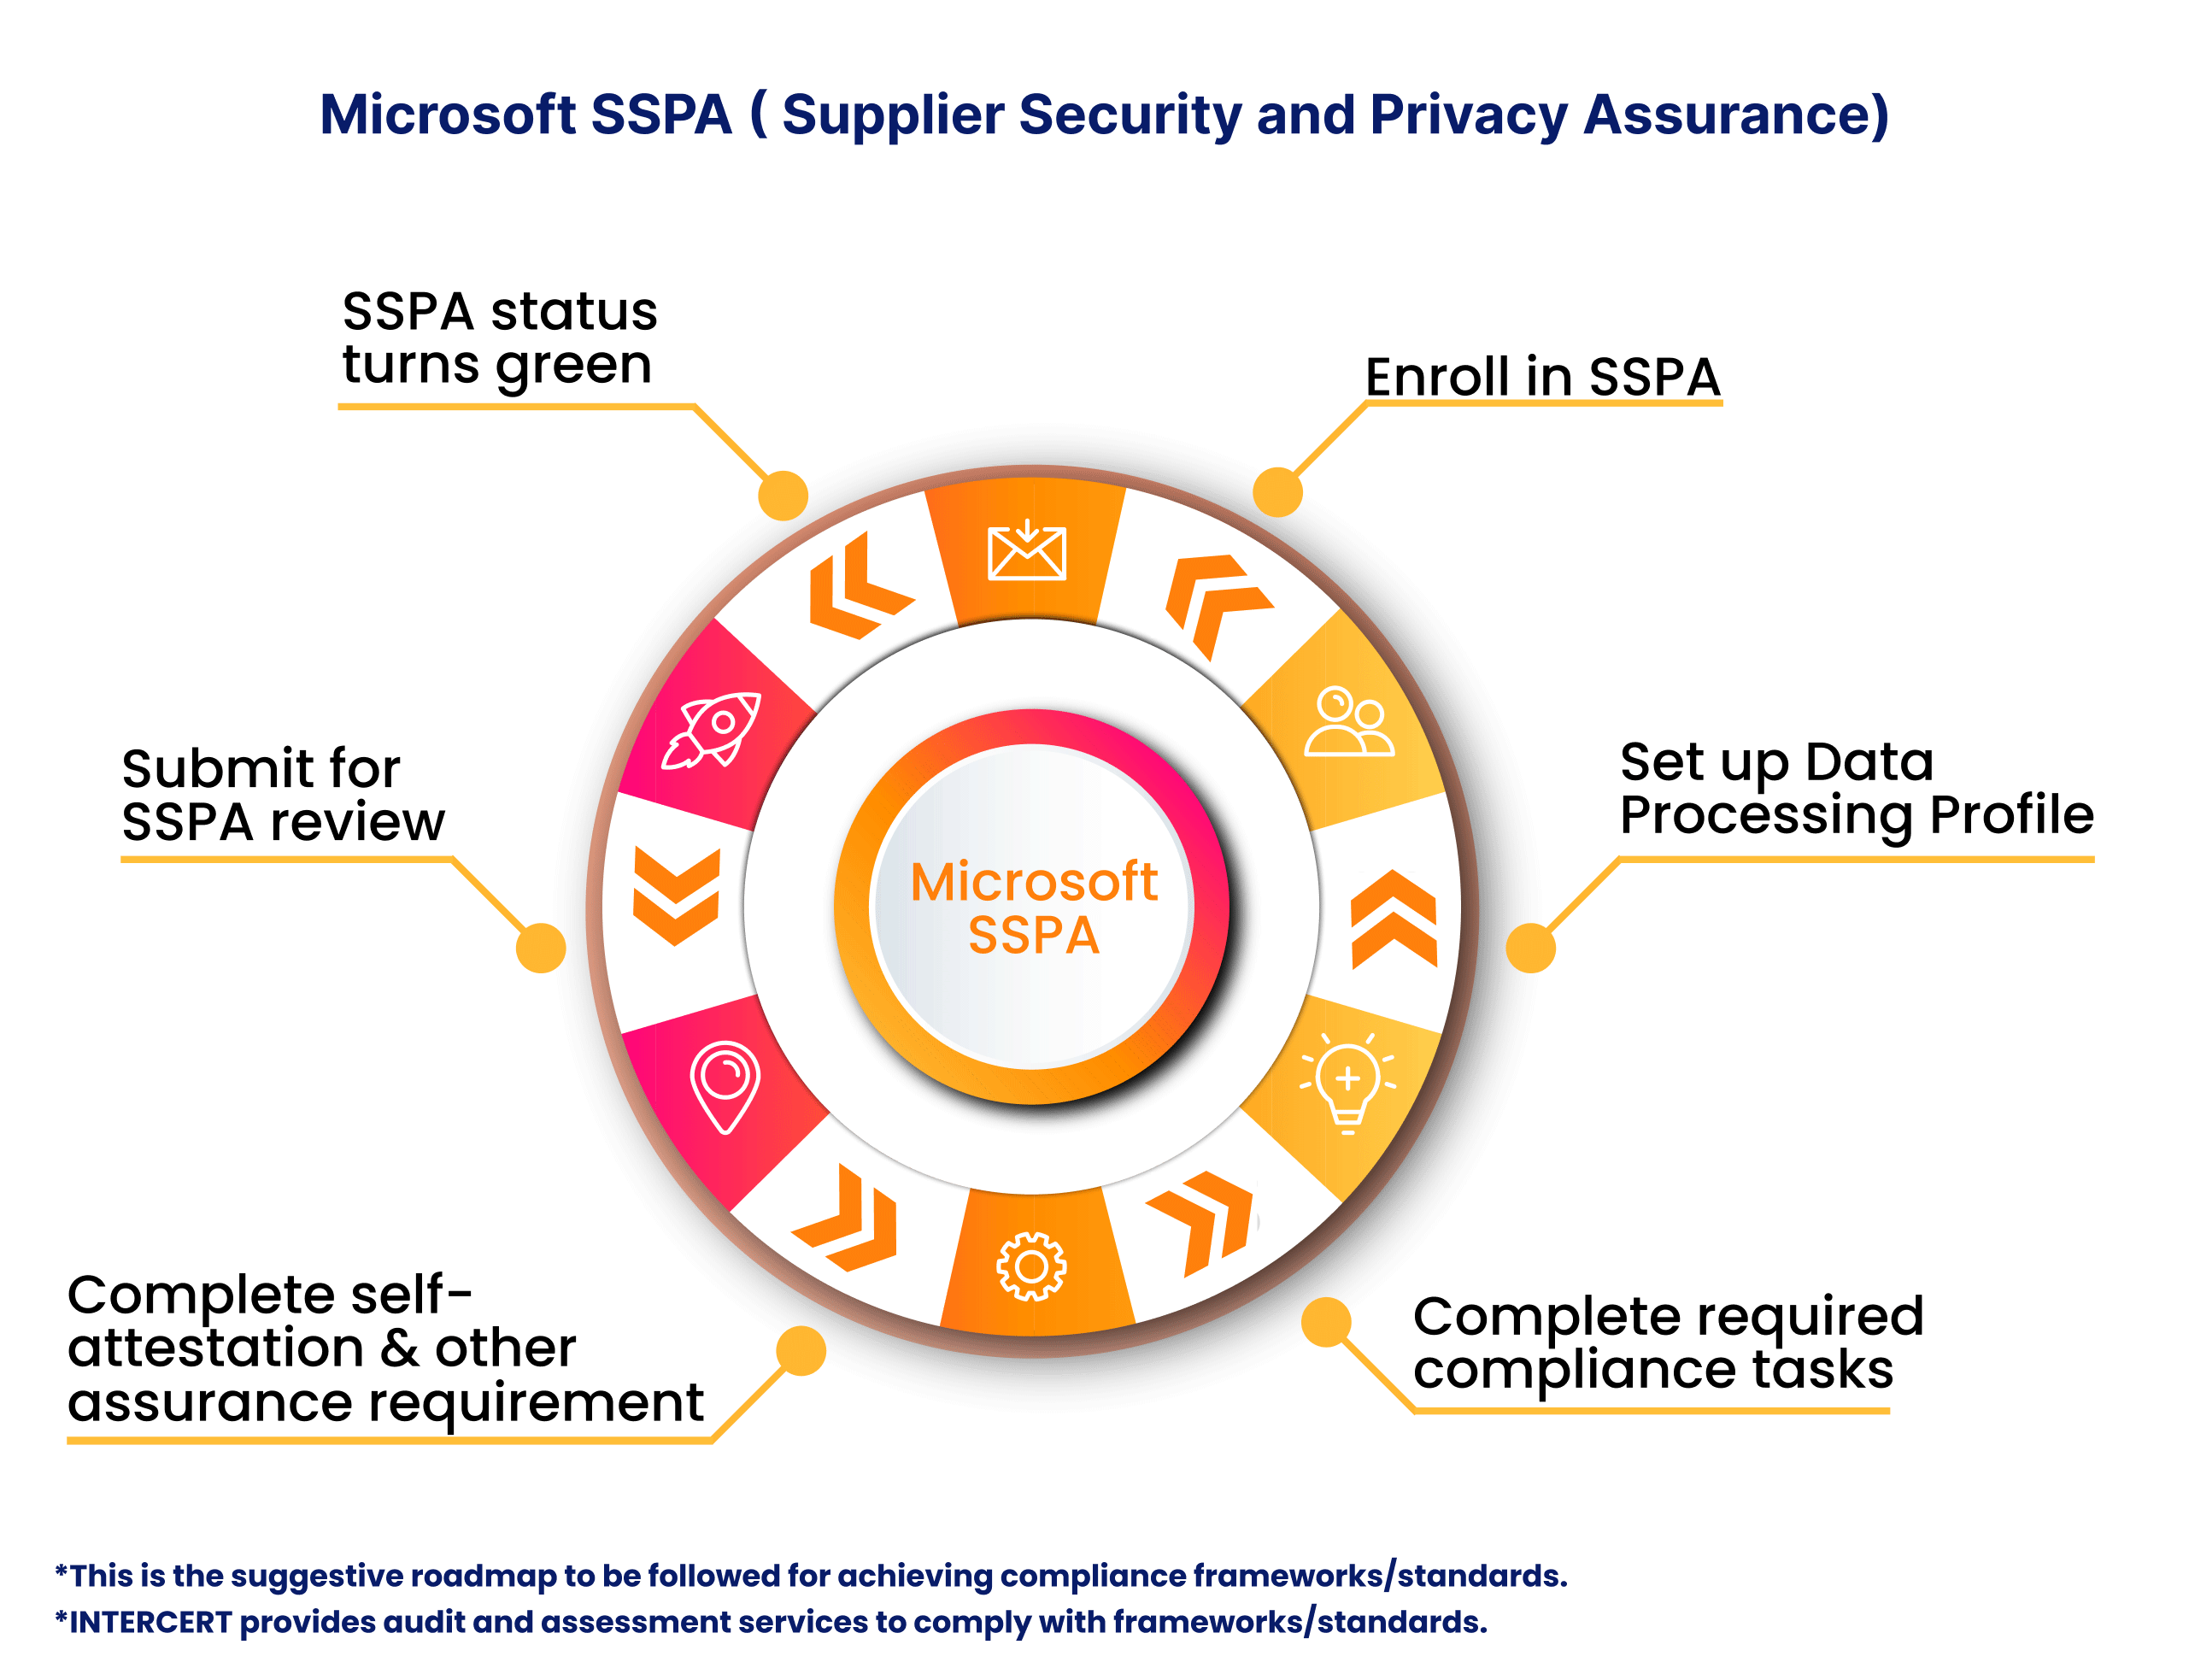 Microsoft SSPA ( Supplier Security and Privacy Assurance)
SSPA status
turns green
Enroll in SSPA
Submit for
SSPA review
Set up Data
Processing Profile
Microsoft
SSPA
Complete self-
attestation & other
assurance requirement
Complete required
compliance tasks
*This is the suggestive roadmap to be followed for achieving compliance frameworks/standards.
*INTERCERT provides audit and assessment services to comply with frameworks/standards.